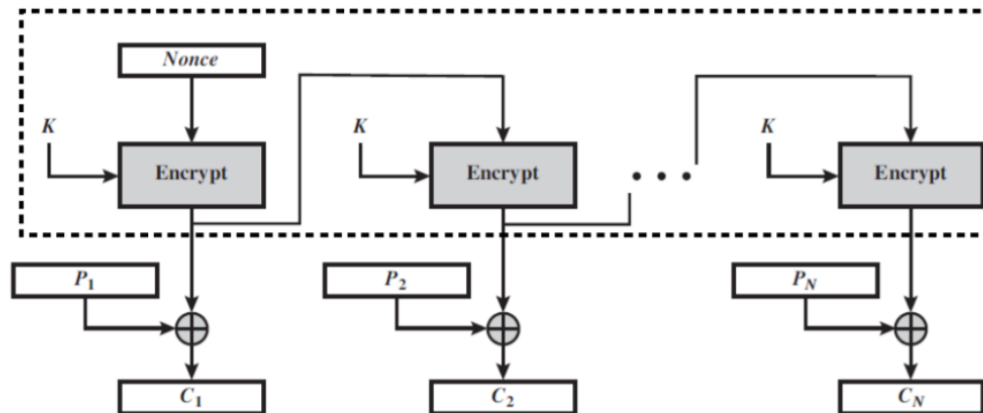 Nonce
K
K
K
Encrypt
Encrypt
• • •
Encrypt
P1
P2
PN
C1
C2
CN